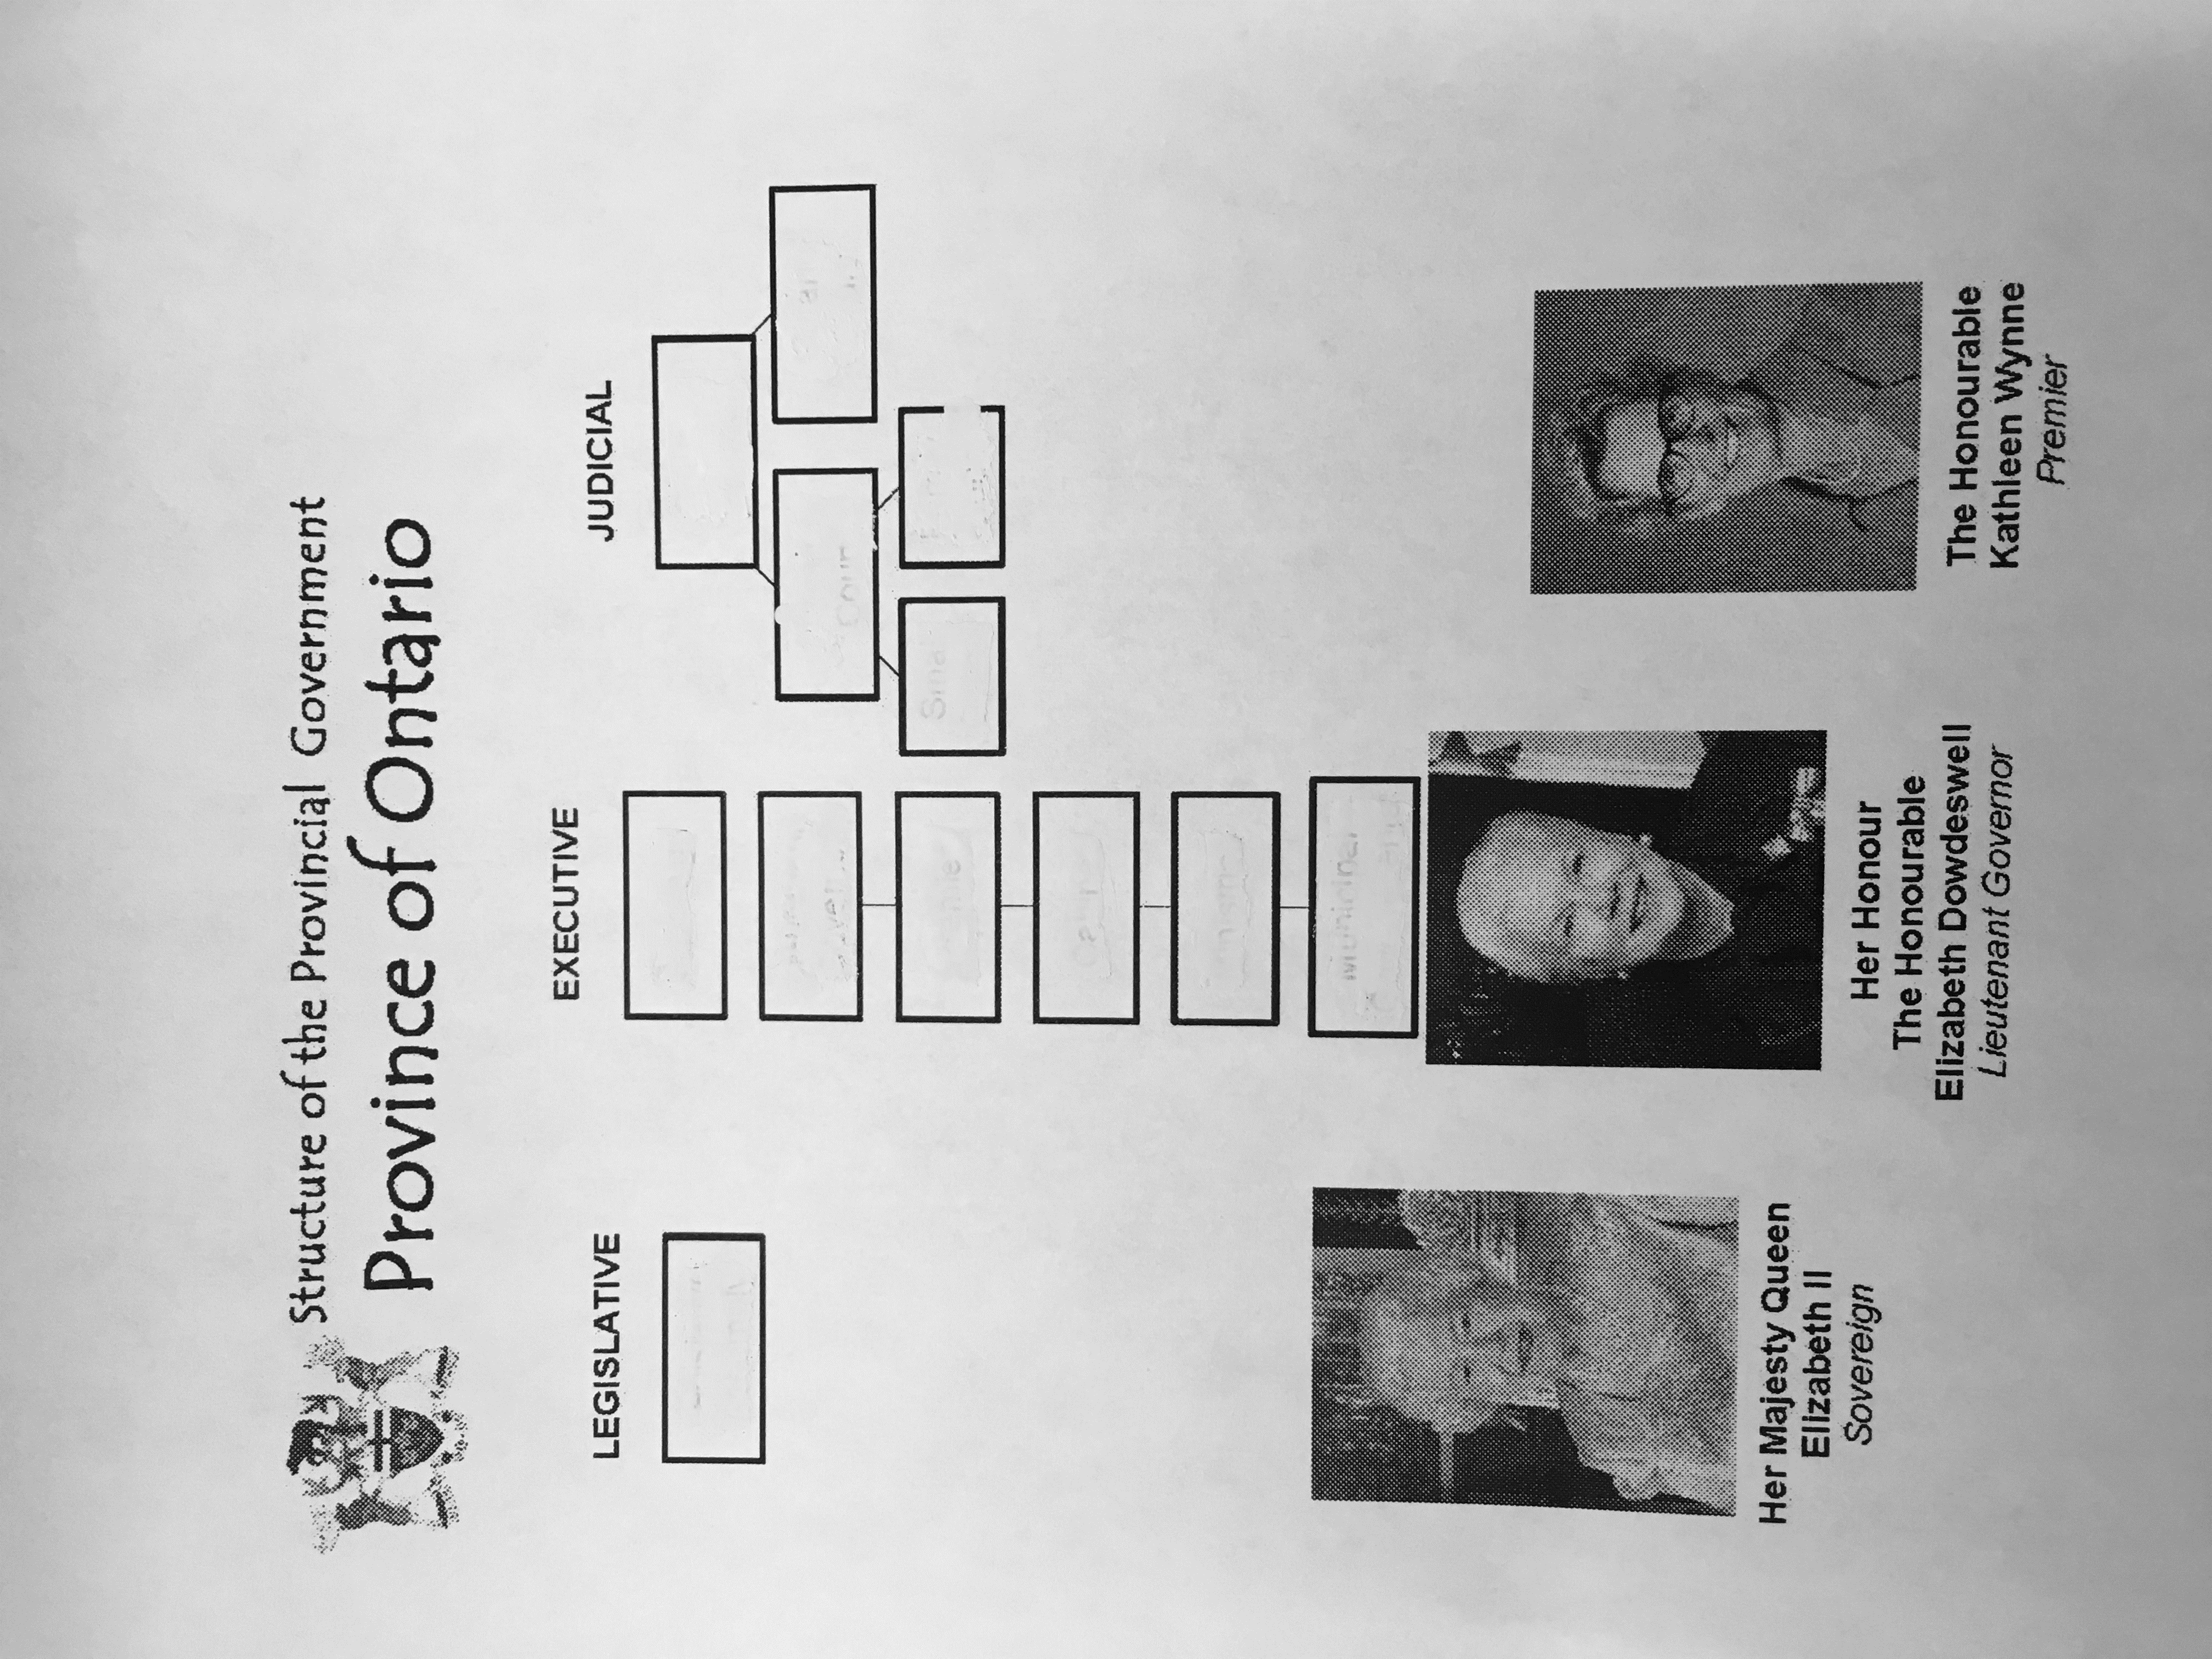 Structure of the Provincial Government
Province of Ontario
LEGISLATIVE
EXECUTIVE
JUDICIAL
Her Majesty Queen
Elizabeth II
Sovereign
Her Honour
The Honourable
Elizabeth Dowdeswell
Lieutenant Governor
The Honourable
Kathleen Wynne
Premier